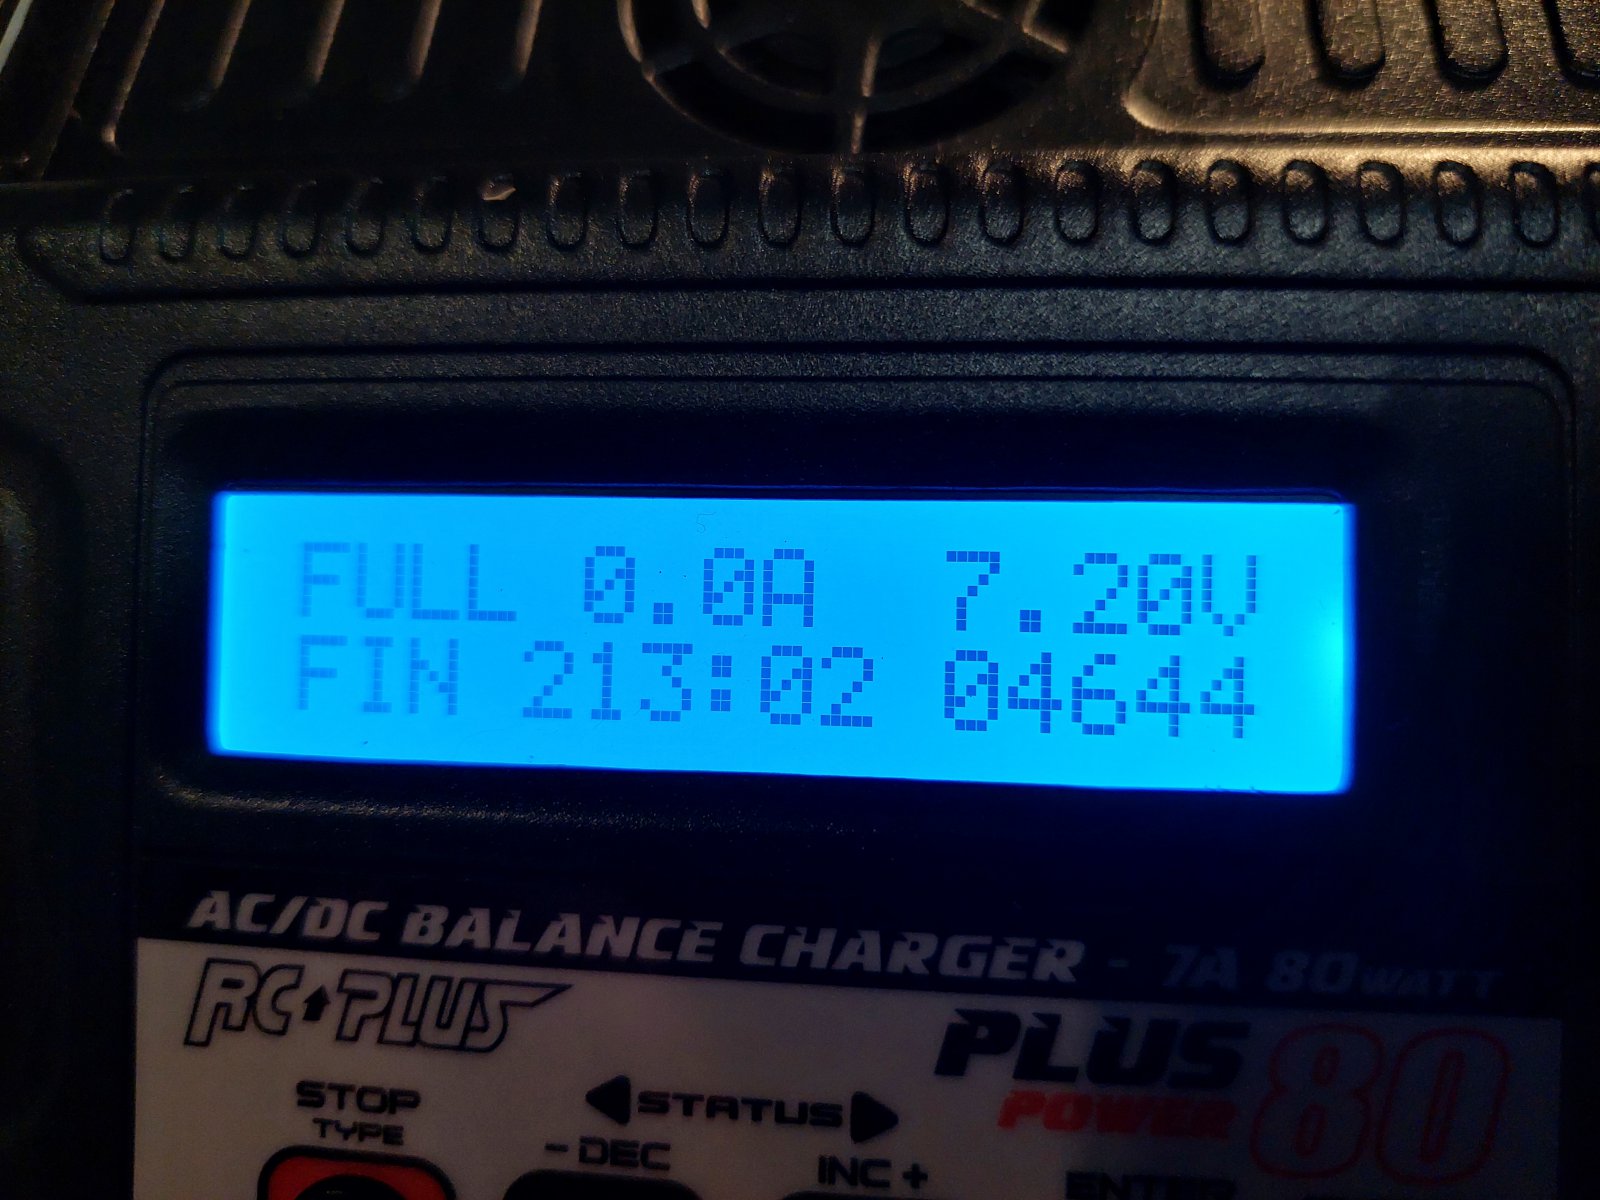 FULL 0.0A 7.20V
FIN 213:02 04644
AC/DC BALANCE CHARGER - 7A 80WATT
RC PLUS
PLUS 80
POWER
STOP
TYPE
STATUS
- DEC
INC +
ENTER